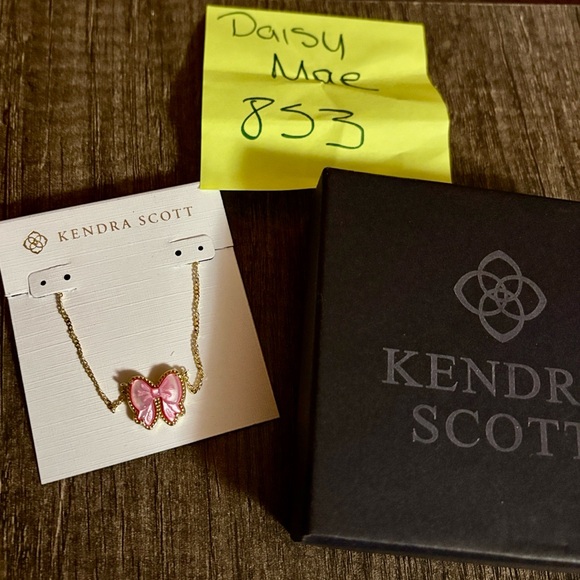 Daisy
Mae
853
KENDRA SCOTT
KENDRA
SCOTT